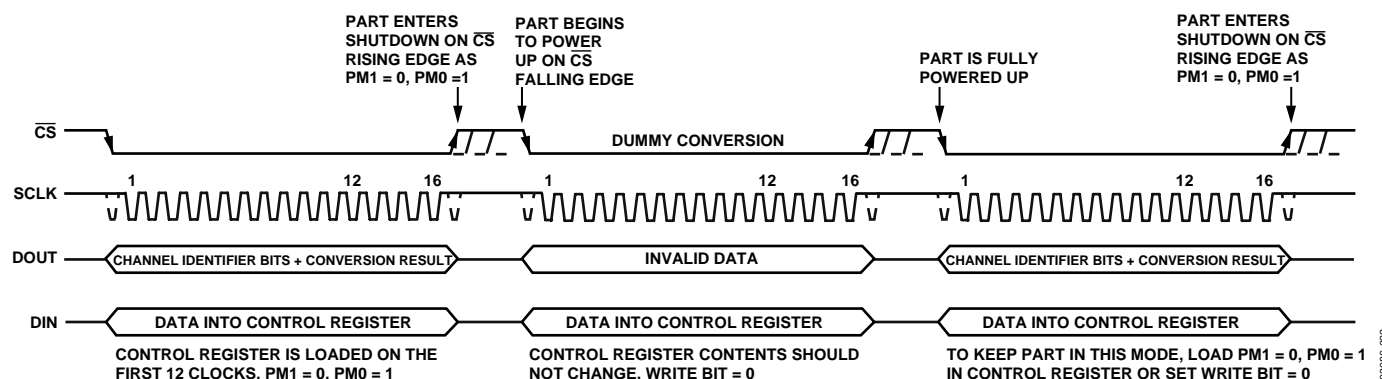 PART ENTERS
SHUTDOWN ON CS
RISING EDGE AS
PM1 = 0, PM0 =1
PART BEGINS
TO POWER
UP ON CS
FALLING EDGE
PART IS FULLY
POWERED UP
PART ENTERS
SHUTDOWN ON CS
RISING EDGE AS
PM1 = 0, PM0 =1
CS
DUMMY CONVERSION
SCLK
1 12 16
1 12 16
1 12 16
DOUT
CHANNEL IDENTIFIER BITS + CONVERSION RESULT
INVALID DATA
CHANNEL IDENTIFIER BITS + CONVERSION RESULT
DIN
DATA INTO CONTROL REGISTER
DATA INTO CONTROL REGISTER
DATA INTO CONTROL REGISTER
CONTROL REGISTER IS LOADED ON THE
FIRST 12 CLOCKS. PM1 = 0, PM0 = 1
CONTROL REGISTER CONTENTS SHOULD
NOT CHANGE. WRITE BIT = 0
TO KEEP PART IN THIS MODE, LOAD PM1 = 0, PM0 = 1
IN CONTROL REGISTER OR SET WRITE BIT = 0